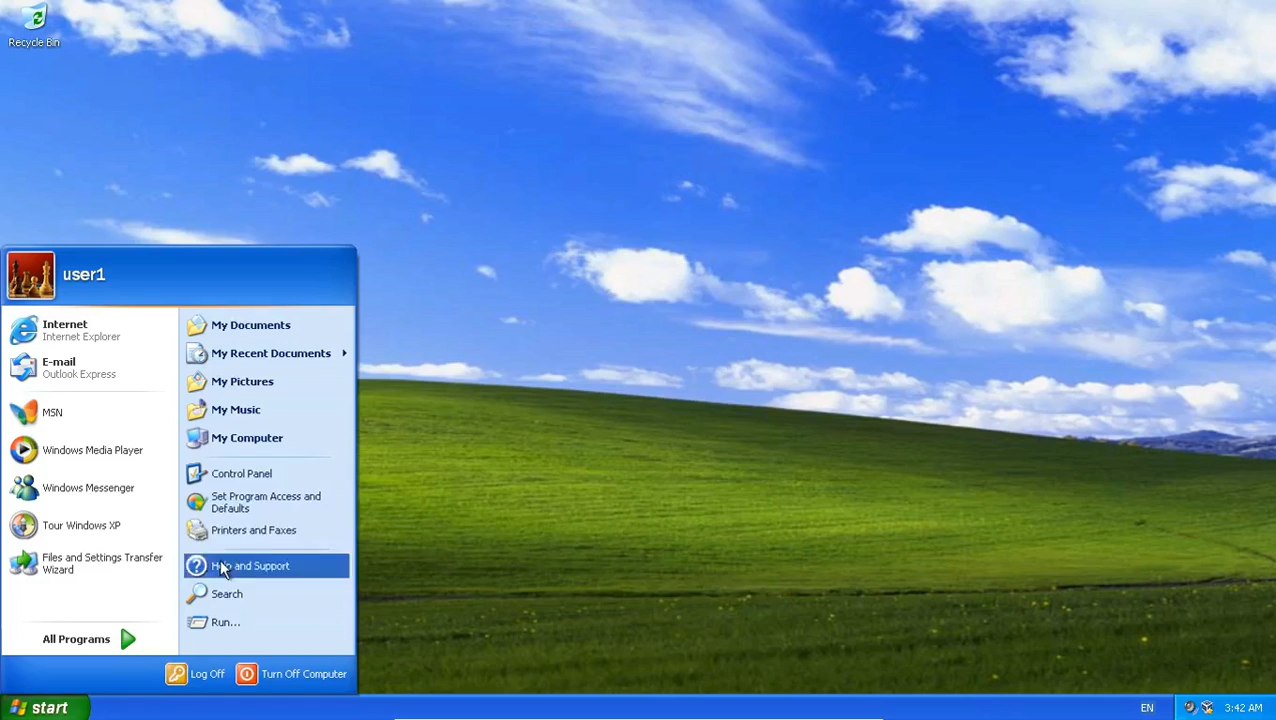 Recycle Bin
user1
Internet
Internet Explorer
E-mail
Outlook Express
MSN
Windows Media Player
Windows Messenger
Tour Windows XP
Files and Settings Transfer
Wizard
All Programs
My Documents
My Recent Documents
My Pictures
My Music
My Computer
Control Panel
Set Program Access and
Defaults
Printers and Faxes
Help and Support
Search
Run...
Log Off
Turn Off Computer
start
EN
3:42 AM